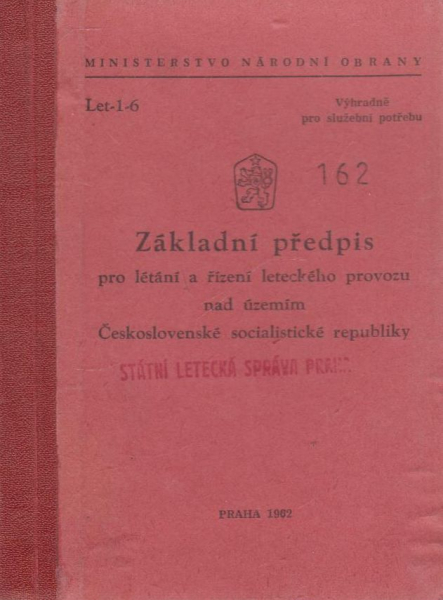 MINISTERSTVO NÁRODNÍ OBRANY
Let-1-6
Výhradně
pro služební potřebu
162
Základní předpis
pro létání a řízení leteckého provozu
nad územím
Československé socialistické republiky
STÁTNÍ LETECKÁ SPRÁVA PRAHA
PRAHA 1962